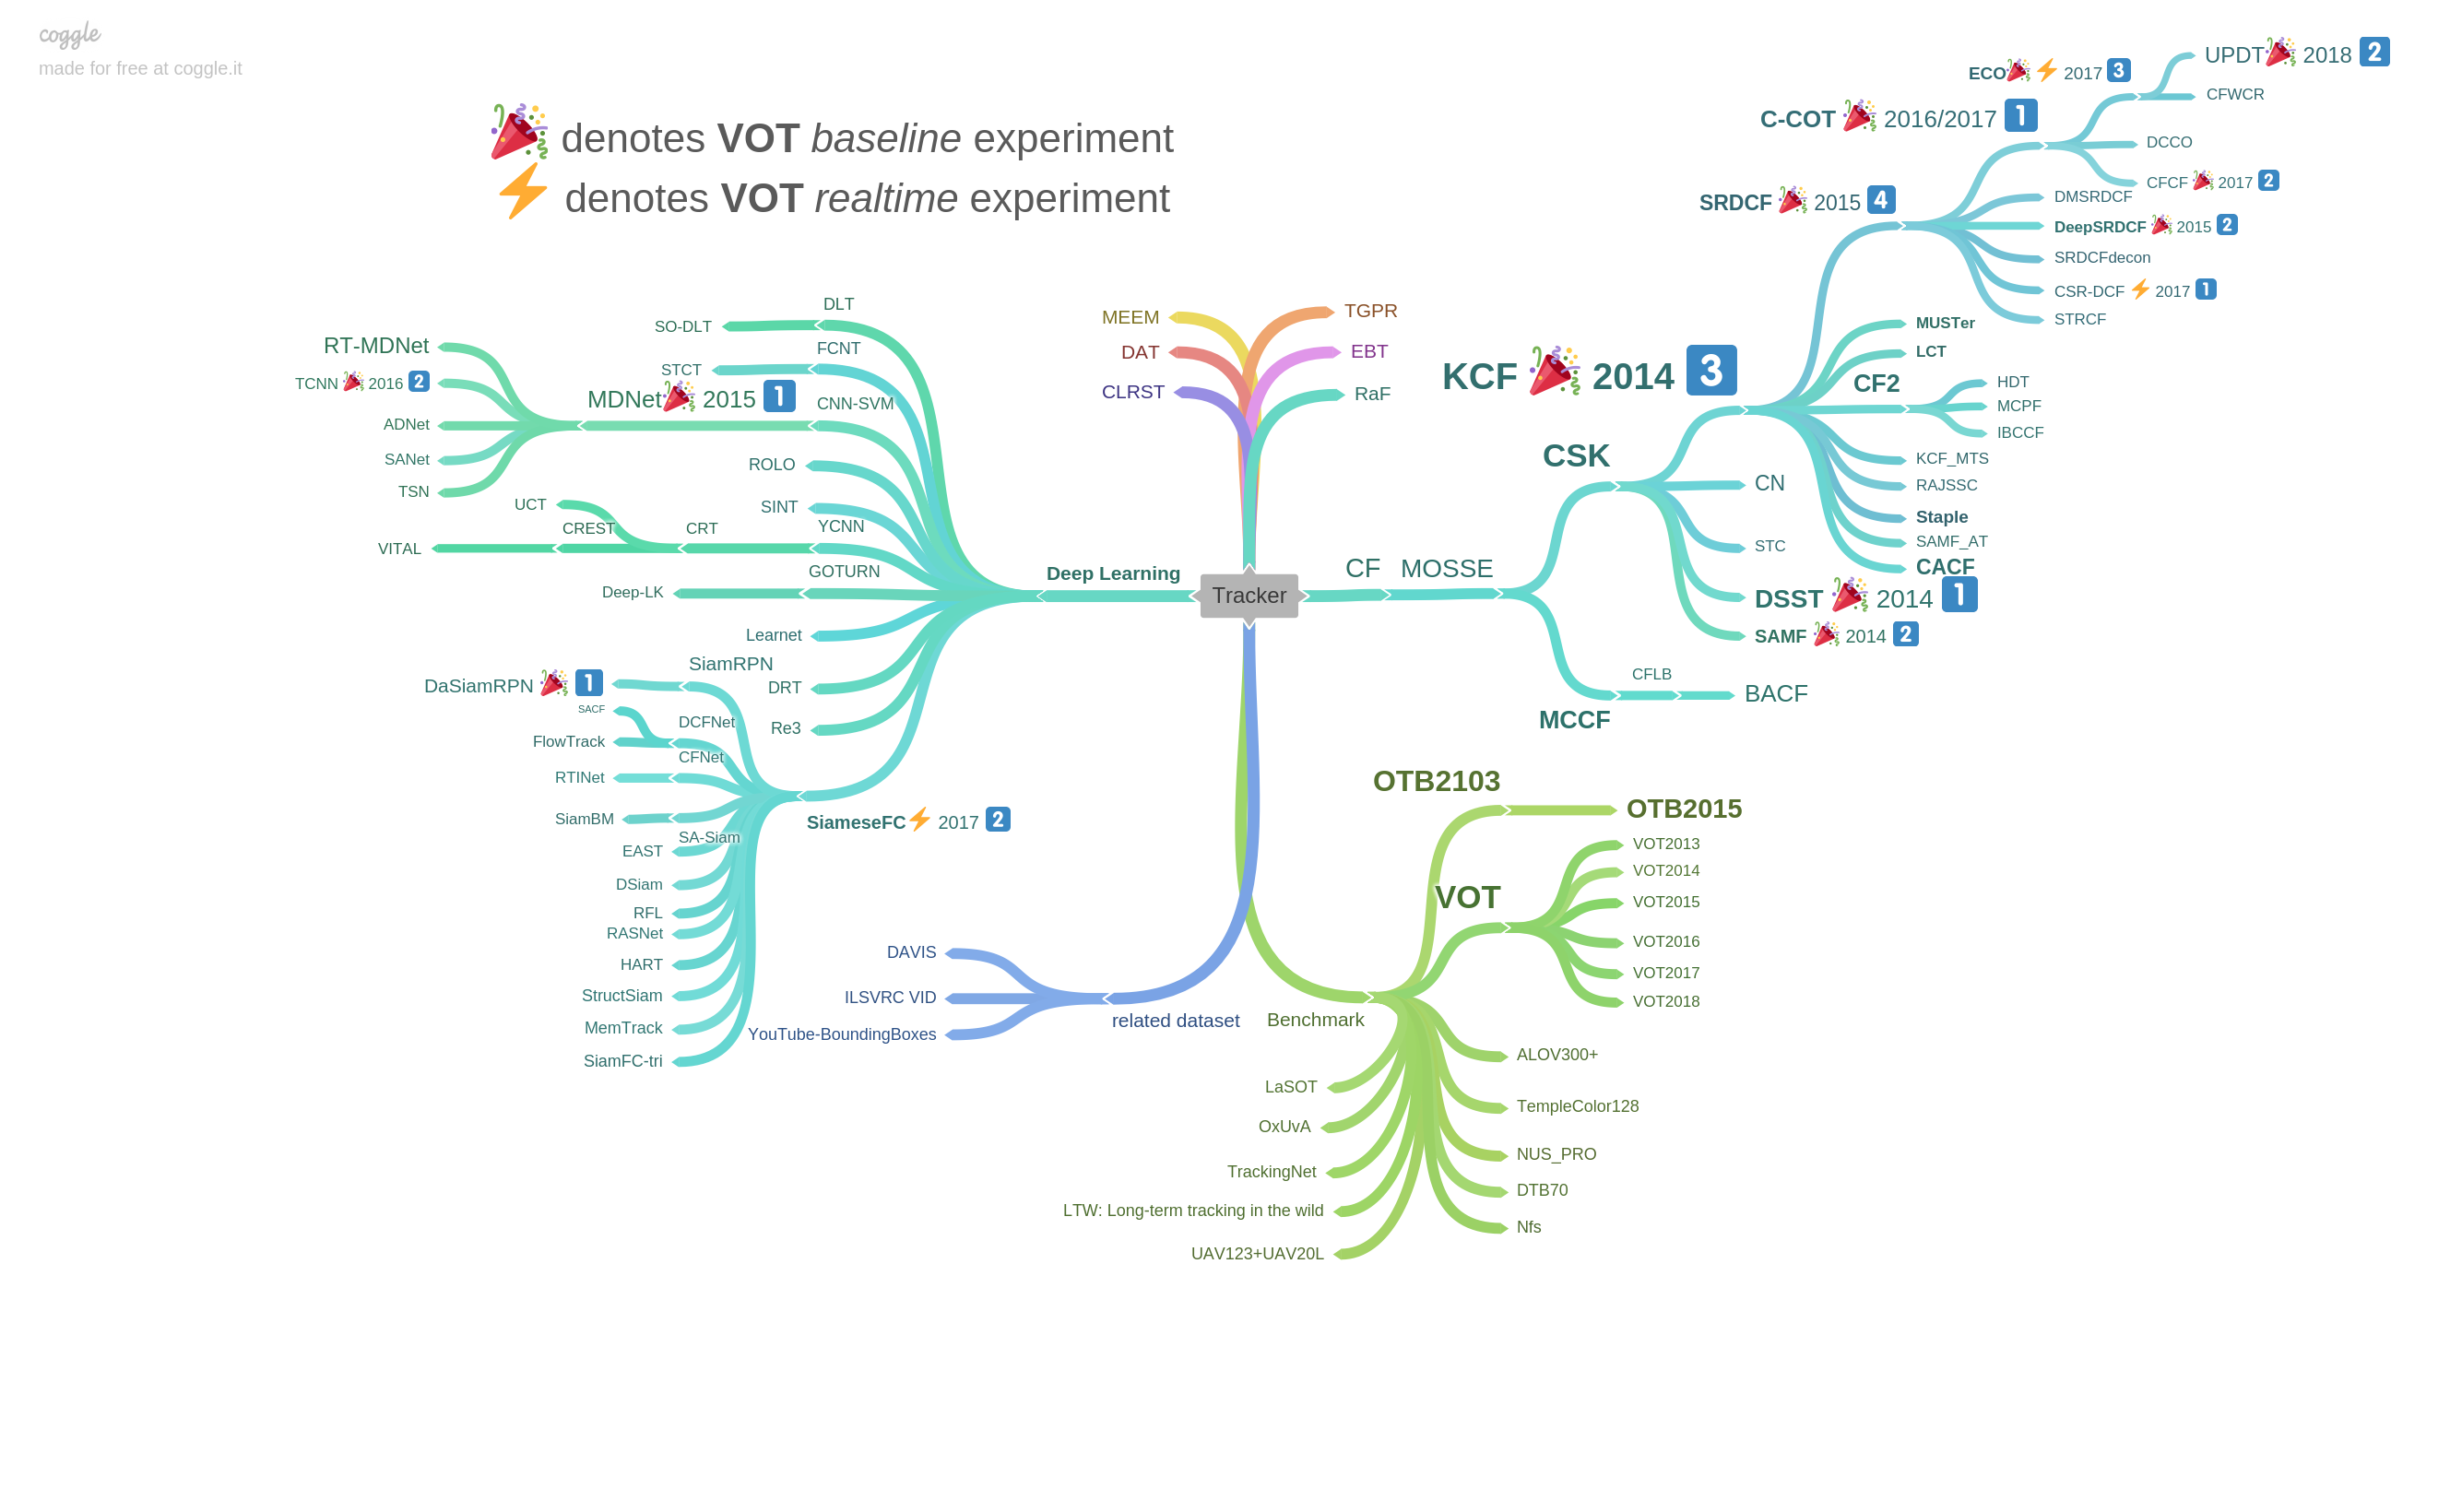 coggle
made for free at coggle.it
🎉 denotes VOT baseline experiment
⚡ denotes VOT realtime experiment
UPDT🎉 2018 2️⃣
ECO🎉⚡ 2017 3️⃣
CFWCR
C-COT 🎉 2016/2017 1️⃣
DCCO
CFCF 🎉 2017 2️⃣
SRDCF 🎉 2015 4️⃣
DMSRDCF
DeepSRDCF 🎉 2015 2️⃣
SRDCFdecon
CSR-DCF ⚡ 2017 1️⃣
STRCF
MUSTer
LCT
KCF 🎉 2014 3️⃣
CF2
HDT
MCPF
IBCCF
KCF_MTS
RAJSSC
Staple
SAMF_AT
CACF
CSK
CN
STC
DSST 🎉 2014 1️⃣
SAMF 🎉 2014 2️⃣
CF
MOSSE
CFLB
BACF
MCCF
MEEM
DAT
CLRST
TGPR
EBT
RaF
Tracker
Deep Learning
DLT
SO-DLT
FCNT
STCT
CNN-SVM
MDNet🎉 2015 1️⃣
RT-MDNet
TCNN 🎉 2016 2️⃣
ADNet
SANet
TSN
ROLO
SINT
YCNN
CRT
CREST
UCT
VITAL
GOTURN
Deep-LK
Learnet
DRT
Re3
SiamRPN
DaSiamRPN 🎉 1️⃣
SACF
DCFNet
FlowTrack
CFNet
RTINet
SiamBM
SA-Siam
SiameseFC⚡ 2017 2️⃣
EAST
DSiam
RFL
RASNet
HART
StructSiam
MemTrack
SiamFC-tri
DAVIS
ILSVRC VID
YouTube-BoundingBoxes
related dataset
Benchmark
OTB2103
OTB2015
VOT
VOT2013
VOT2014
VOT2015
VOT2016
VOT2017
VOT2018
ALOV300+
TempleColor128
NUS_PRO
DTB70
Nfs
LaSOT
OxUvA
TrackingNet
LTW: Long-term tracking in the wild
UAV123+UAV20L